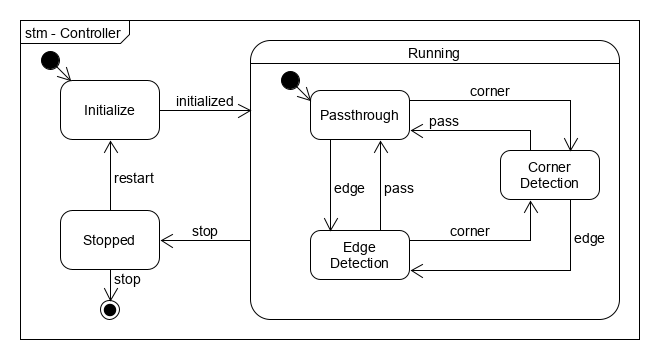 stm - Controller
Running
Initialize
initialized
Passthrough
corner
pass
Corner
Detection
restart
edge
pass
Stopped
stop
Edge
Detection
corner
edge
stop